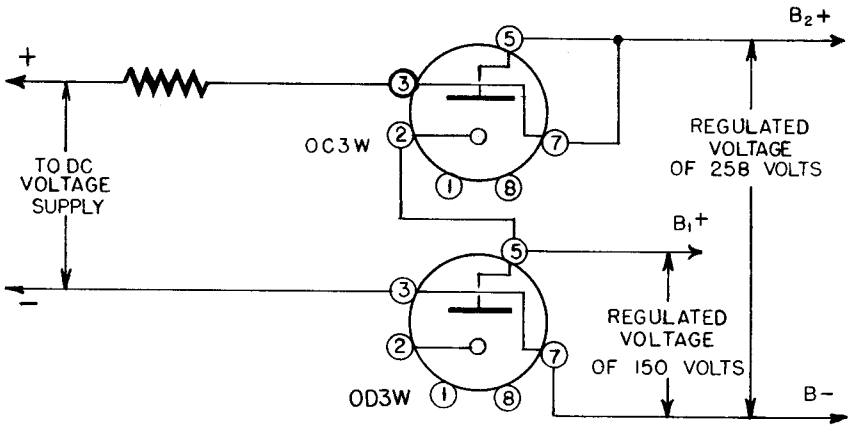 B₂+
+
5
3
2
7
OC3W
1
8
REGULATED
VOLTAGE
OF 258 VOLTS
TO DC
VOLTAGE
SUPPLY
B₁+
5
−
3
2
7
OD3W
1
8
REGULATED
VOLTAGE
OF 150 VOLTS
B−